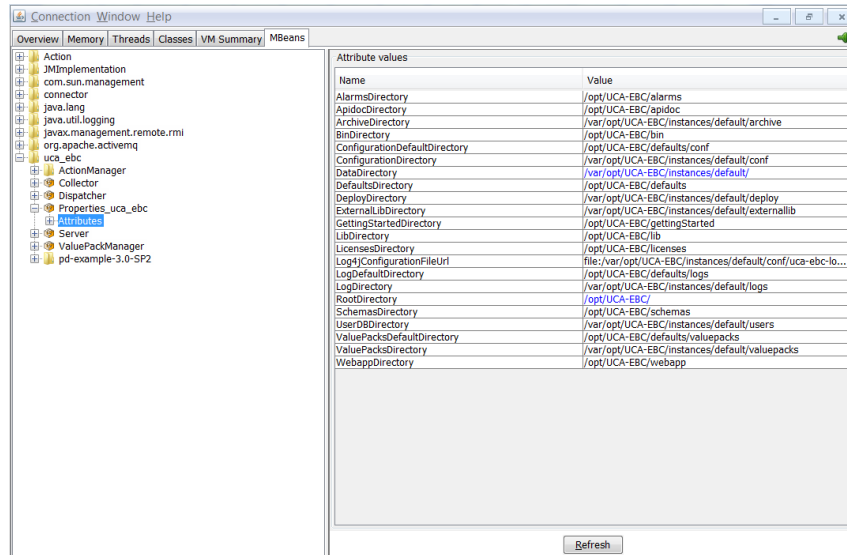 Connection Window Help
Overview Memory Threads Classes VM Summary MBeans
Action
JMImplementation
com.sun.management
connector
java.lang
java.util.logging
javax.management.remote.rmi
org.apache.activemq
uca_ebc
ActionManager
Collector
Dispatcher
Properties_uca_ebc
Attributes
Server
ValuePackManager
pd-example-3.0-SP2
Attribute values
Name Value
AlarmsDirectory /opt/UCA-EBC/alarms
ApidocDirectory /opt/UCA-EBC/apidoc
ArchiveDirectory /var/opt/UCA-EBC/instances/default/archive
BinDirectory /opt/UCA-EBC/bin
ConfigurationDefaultDirectory /opt/UCA-EBC/defaults/conf
ConfigurationDirectory /var/opt/UCA-EBC/instances/default/conf
DataDirectory /var/opt/UCA-EBC/instances/default/
DefaultsDirectory /opt/UCA-EBC/defaults
DeployDirectory /var/opt/UCA-EBC/instances/default/deploy
ExternalLibDirectory /var/opt/UCA-EBC/instances/default/externallib
GettingStartedDirectory /opt/UCA-EBC/gettingStarted
LibDirectory /opt/UCA-EBC/lib
LicensesDirectory /opt/UCA-EBC/licenses
Log4jConfigurationFileUrl file:/var/opt/UCA-EBC/instances/default/conf/uca-ebc-lo...
LogDefaultDirectory /opt/UCA-EBC/defaults/logs
LogDirectory /var/opt/UCA-EBC/instances/default/logs
RootDirectory /opt/UCA-EBC/
SchemasDirectory /opt/UCA-EBC/schemas
UserDBDirectory /var/opt/UCA-EBC/instances/default/users
ValuePacksDefaultDirectory /opt/UCA-EBC/defaults/valuepacks
ValuePacksDirectory /var/opt/UCA-EBC/instances/default/valuepacks
WebappDirectory /opt/UCA-EBC/webapp
Refresh